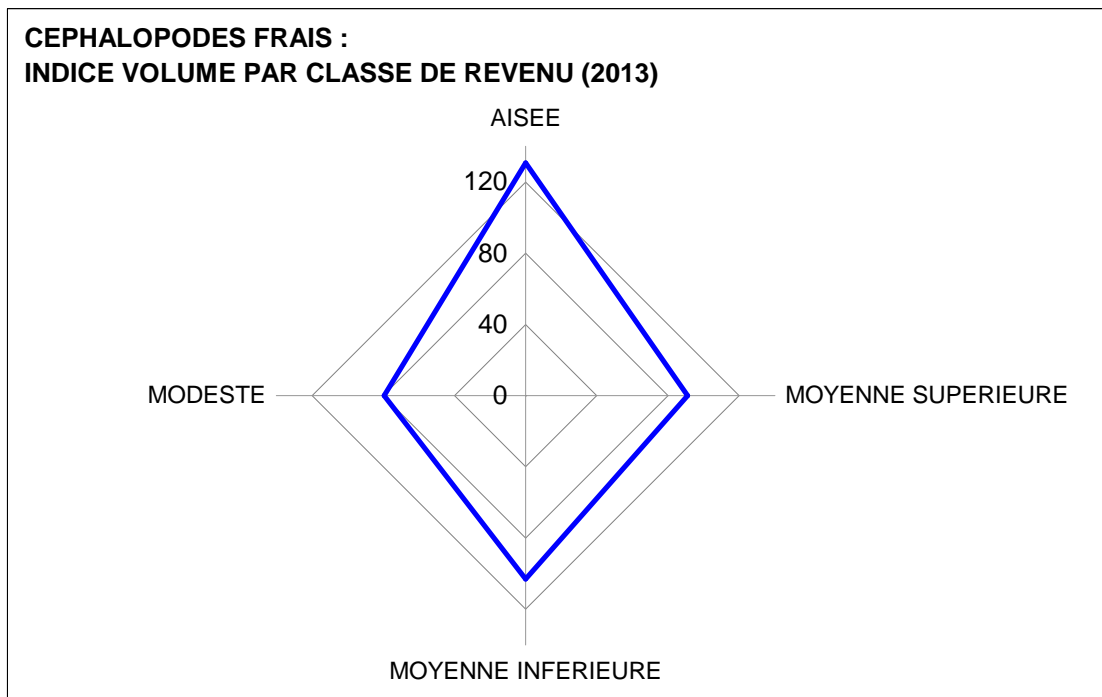 CEPHALOPODES FRAIS :
INDICE VOLUME PAR CLASSE DE REVENU (2013)
AISEE
120
80
40
0
MODESTE
MOYENNE SUPERIEURE
MOYENNE INFERIEURE